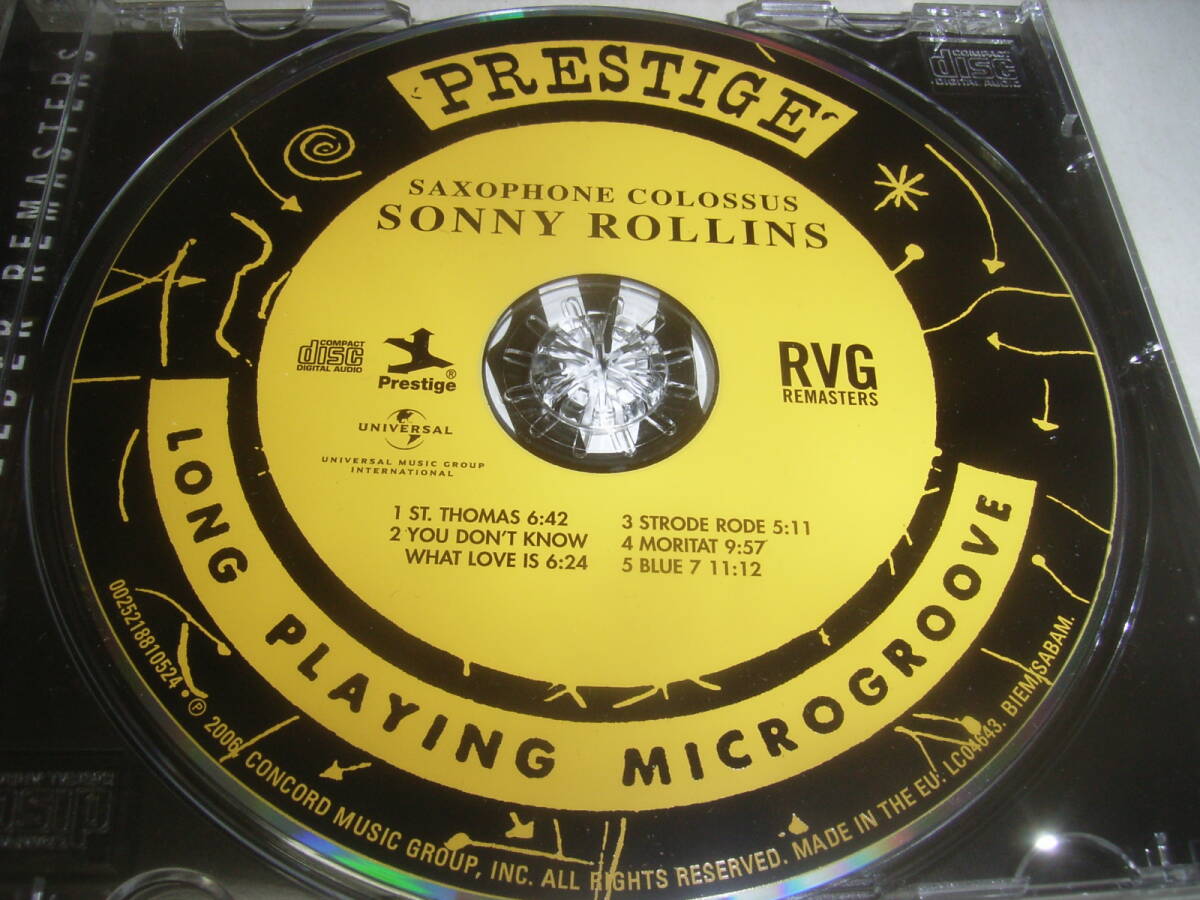 PRESTIGE
SAXOPHONE COLOSSUS
SONNY ROLLINS
COMPACT
disc
DIGITAL AUDIO
Prestige®
UNIVERSAL
UNIVERSAL MUSIC GROUP
INTERNATIONAL
RVG
REMASTERS
1 ST. THOMAS 6:42
2 YOU DON'T KNOW
WHAT LOVE IS 6:24
3 STRODE RODE 5:11
4 MORITAT 9:57
5 BLUE 7 11:12
LONG PLAYING MICROGROOVE
0025218810524 • ℗ 2006, CONCORD MUSIC GROUP, INC. ALL RIGHTS RESERVED. MADE IN THE EU. LC04643. BIEM/SABAM.
COMPACT
disc
DIGITAL AUDIO
REMASTERS